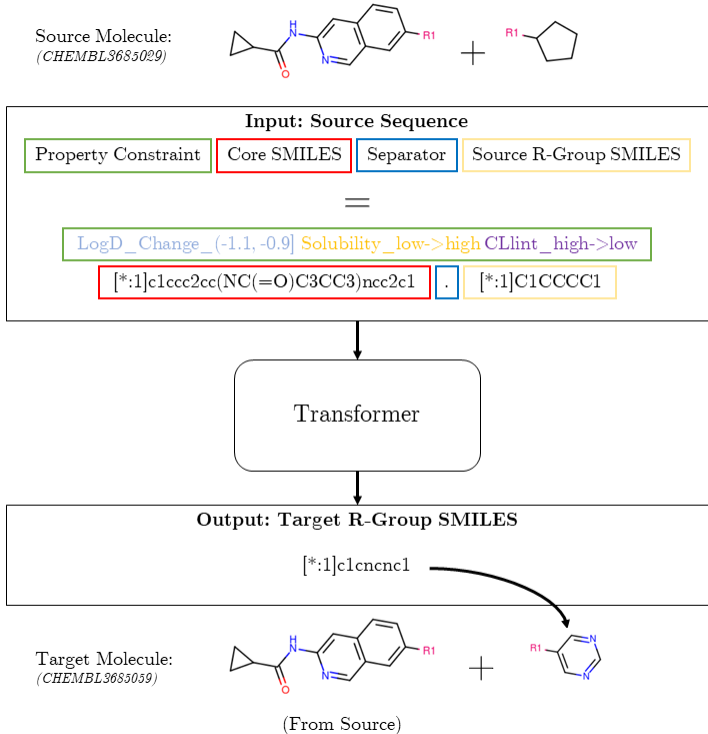 Source Molecule:
(CHEMBL3685029)
H
N
O
N
R1
+
R1
Input: Source Sequence
Property Constraint Core SMILES Separator Source R-Group SMILES
=
LogD_Change_(-1.1, -0.9] Solubility_low->high CLlint_high->low
[*:1]c1ccc2cc(NC(=O)C3CC3)ncc2c1 . [*:1]C1CCCC1
Transformer
Output: Target R-Group SMILES
[*:1]c1cncnc1
Target Molecule:
(CHEMBL3685059)
H
N
O
N
R1
+
R1
N
N
(From Source)